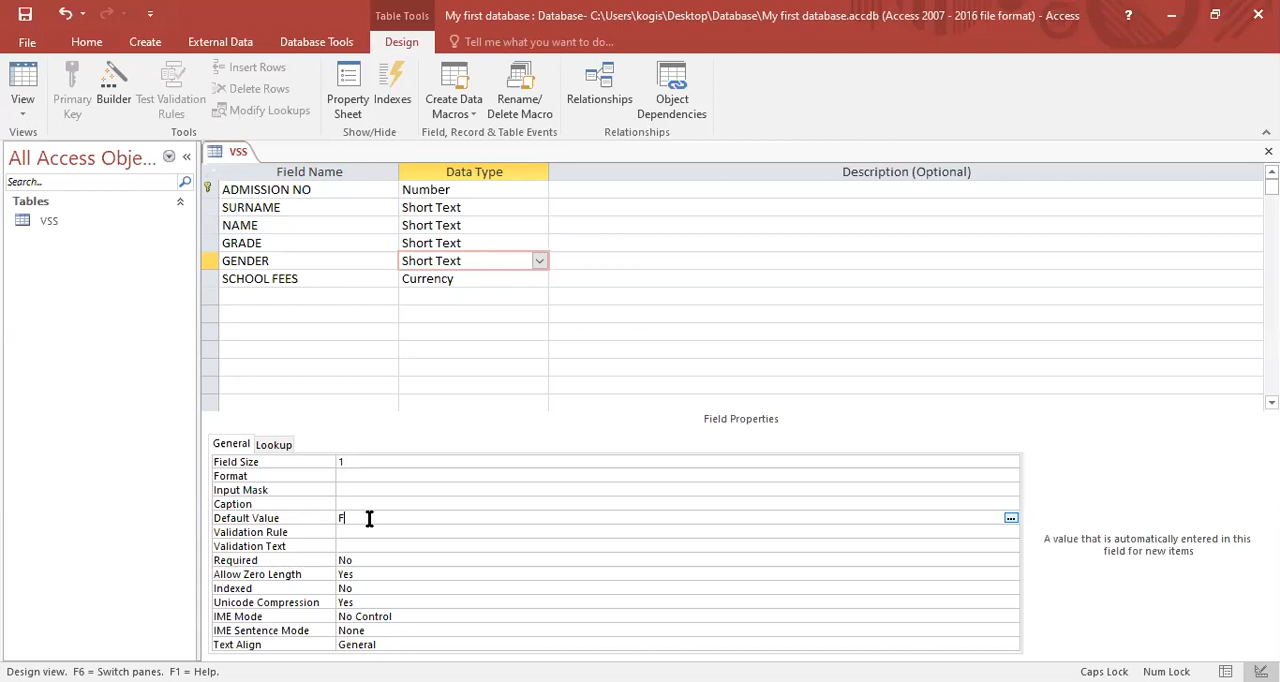 Table Tools
My first database : Database- C:\Users\kogis\Desktop\Database\My first database.accdb (Access 2007 - 2016 file format) - Access
?
File Home Create External Data Database Tools Design Tell me what you want to do...
View
Primary Key
Builder
Test Validation Rules
Insert Rows
Delete Rows
Modify Lookups
Property Sheet
Indexes
Create Data Macros
Rename/ Delete Macro
Relationships
Object Dependencies
Views
Tools
Show/Hide
Field, Record & Table Events
Relationships
All Access Obje...
«
Search...
Tables
VSS
VSS
Field Name Data Type Description (Optional)
ADMISSION NO Number
SURNAME Short Text
NAME Short Text
GRADE Short Text
GENDER Short Text
SCHOOL FEES Currency
Field Properties
General Lookup
Field Size 1
Format
Input Mask
Caption
Default Value F
Validation Rule
Validation Text
Required No
Allow Zero Length Yes
Indexed No
Unicode Compression Yes
IME Mode No Control
IME Sentence Mode None
Text Align General
A value that is automatically entered in this
field for new items
Design view. F6 = Switch panes. F1 = Help.
Caps Lock Num Lock